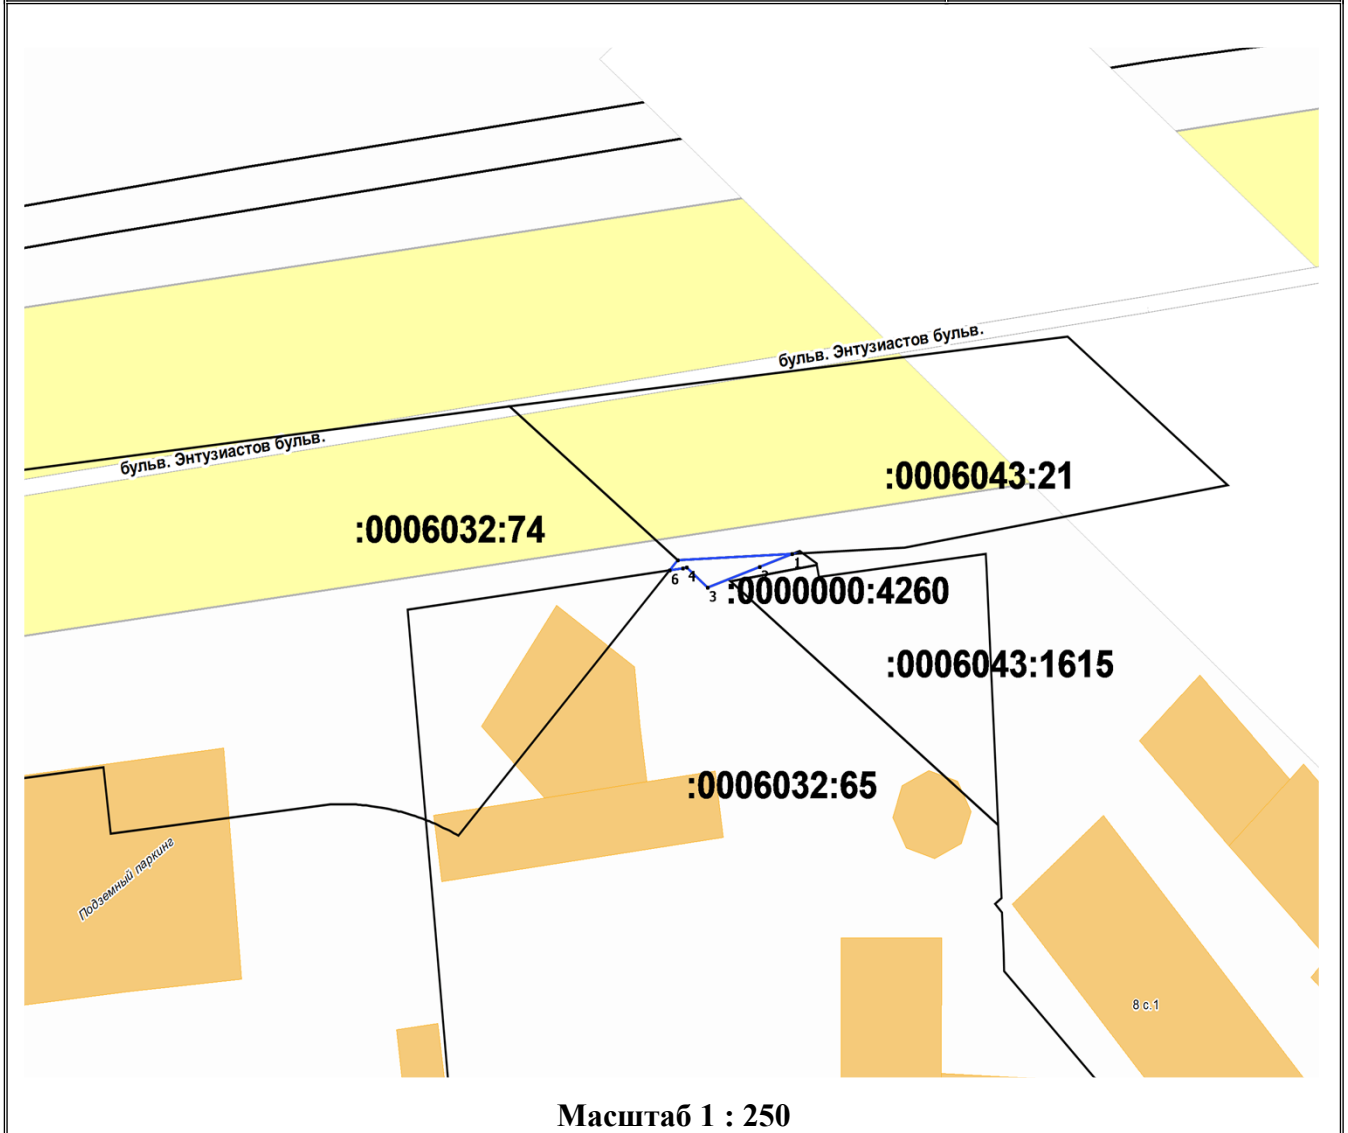 бульв. Энтузиастов бульв.
бульв. Энтузиастов бульв.
:0006043:21
:0006032:74
1
2
6
4
3
:0000000:4260
:0006043:1615
:0006032:65
Подземный паркинг
8 с.1
Масштаб 1 : 250